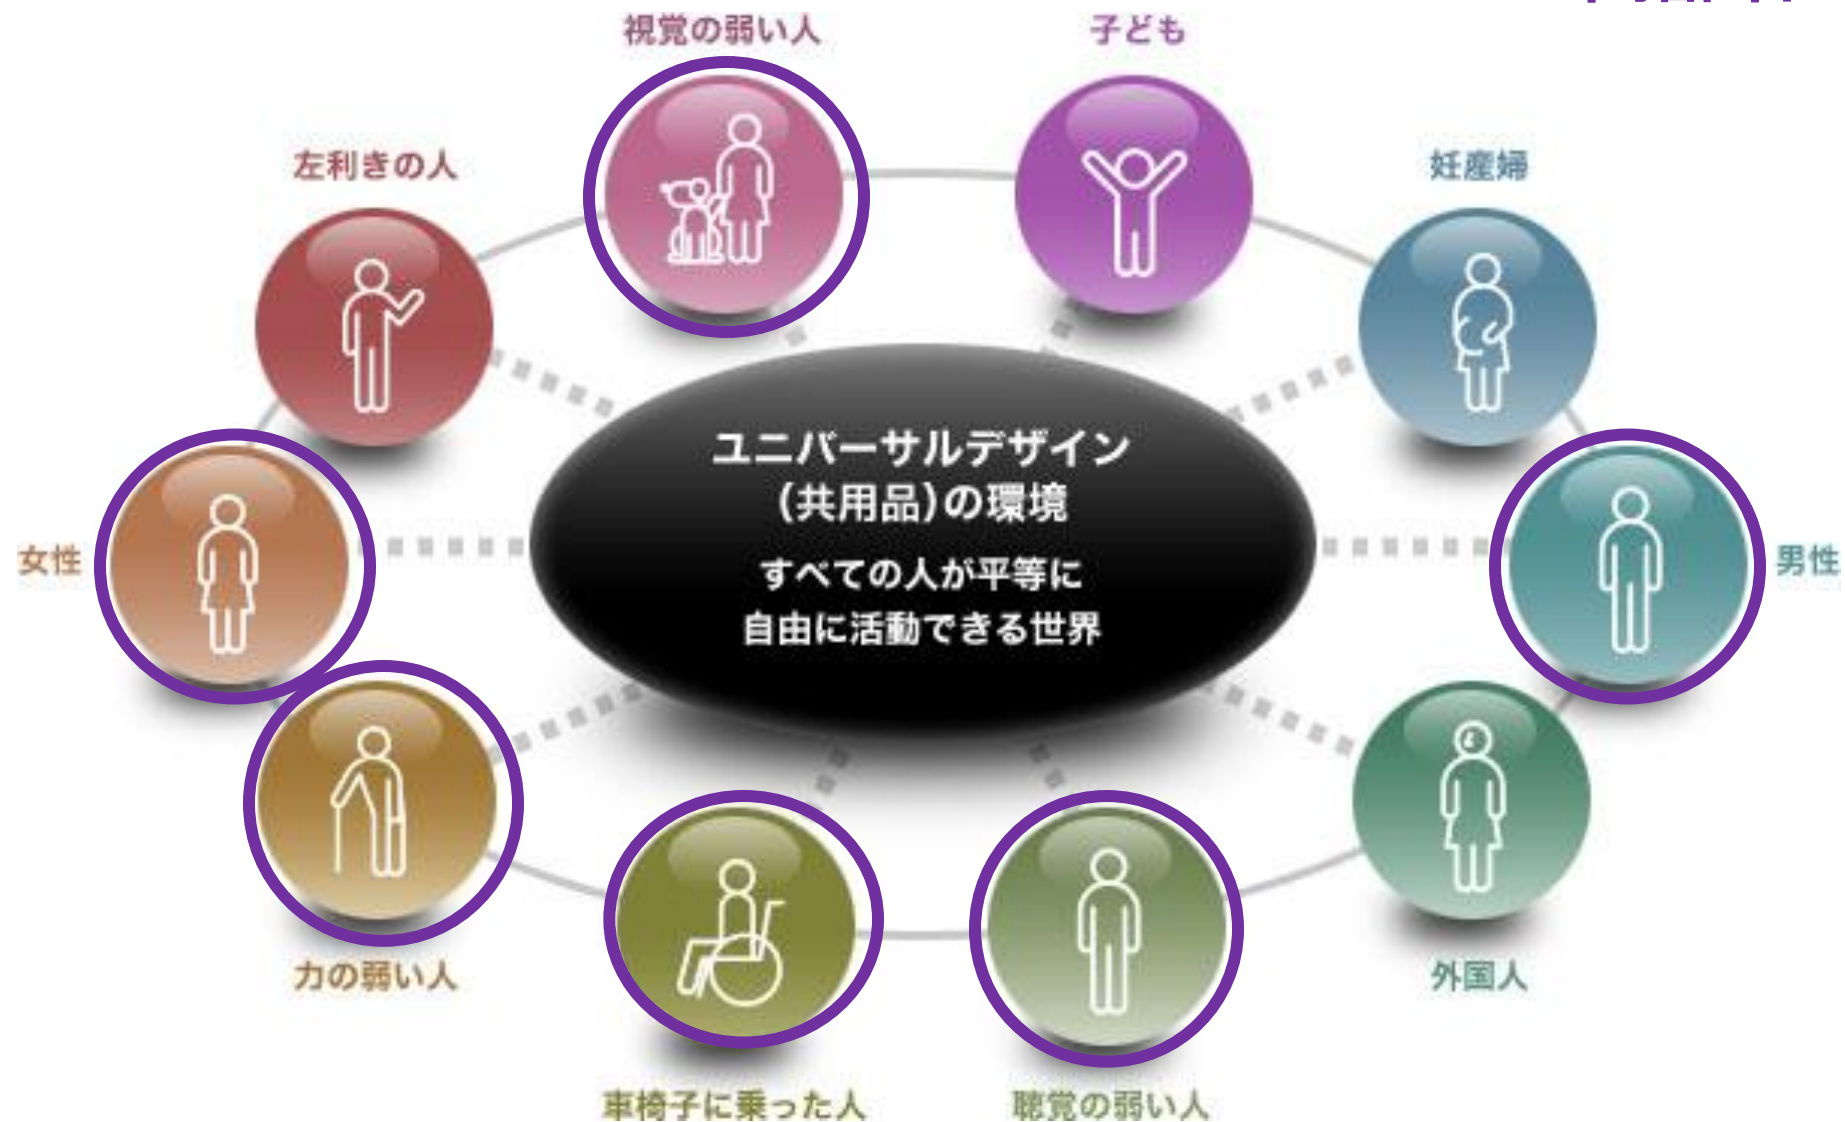 視覚の弱い人
子ども
左利きの人
妊産婦
ユニバーサルデザイン
(共用品)の環境
すべての人が平等に
自由に活動できる世界
女性
男性
力の弱い人
外国人
車椅子に乗った人
聴覚の弱い人